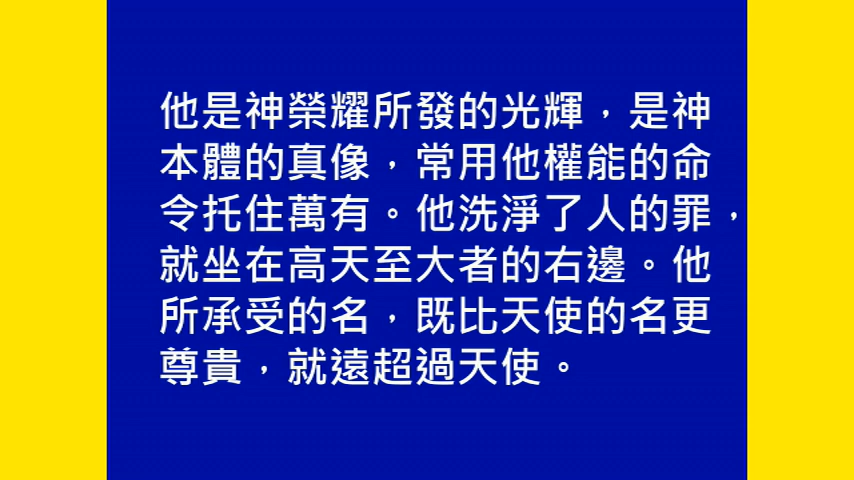 他是神榮耀所發的光輝，是神
本體的真像，常用他權能的命
令托住萬有。他洗淨了人的罪，
就坐在高天至大者的右邊。他
所承受的名，既比天使的名更
尊貴，就遠超過天使。